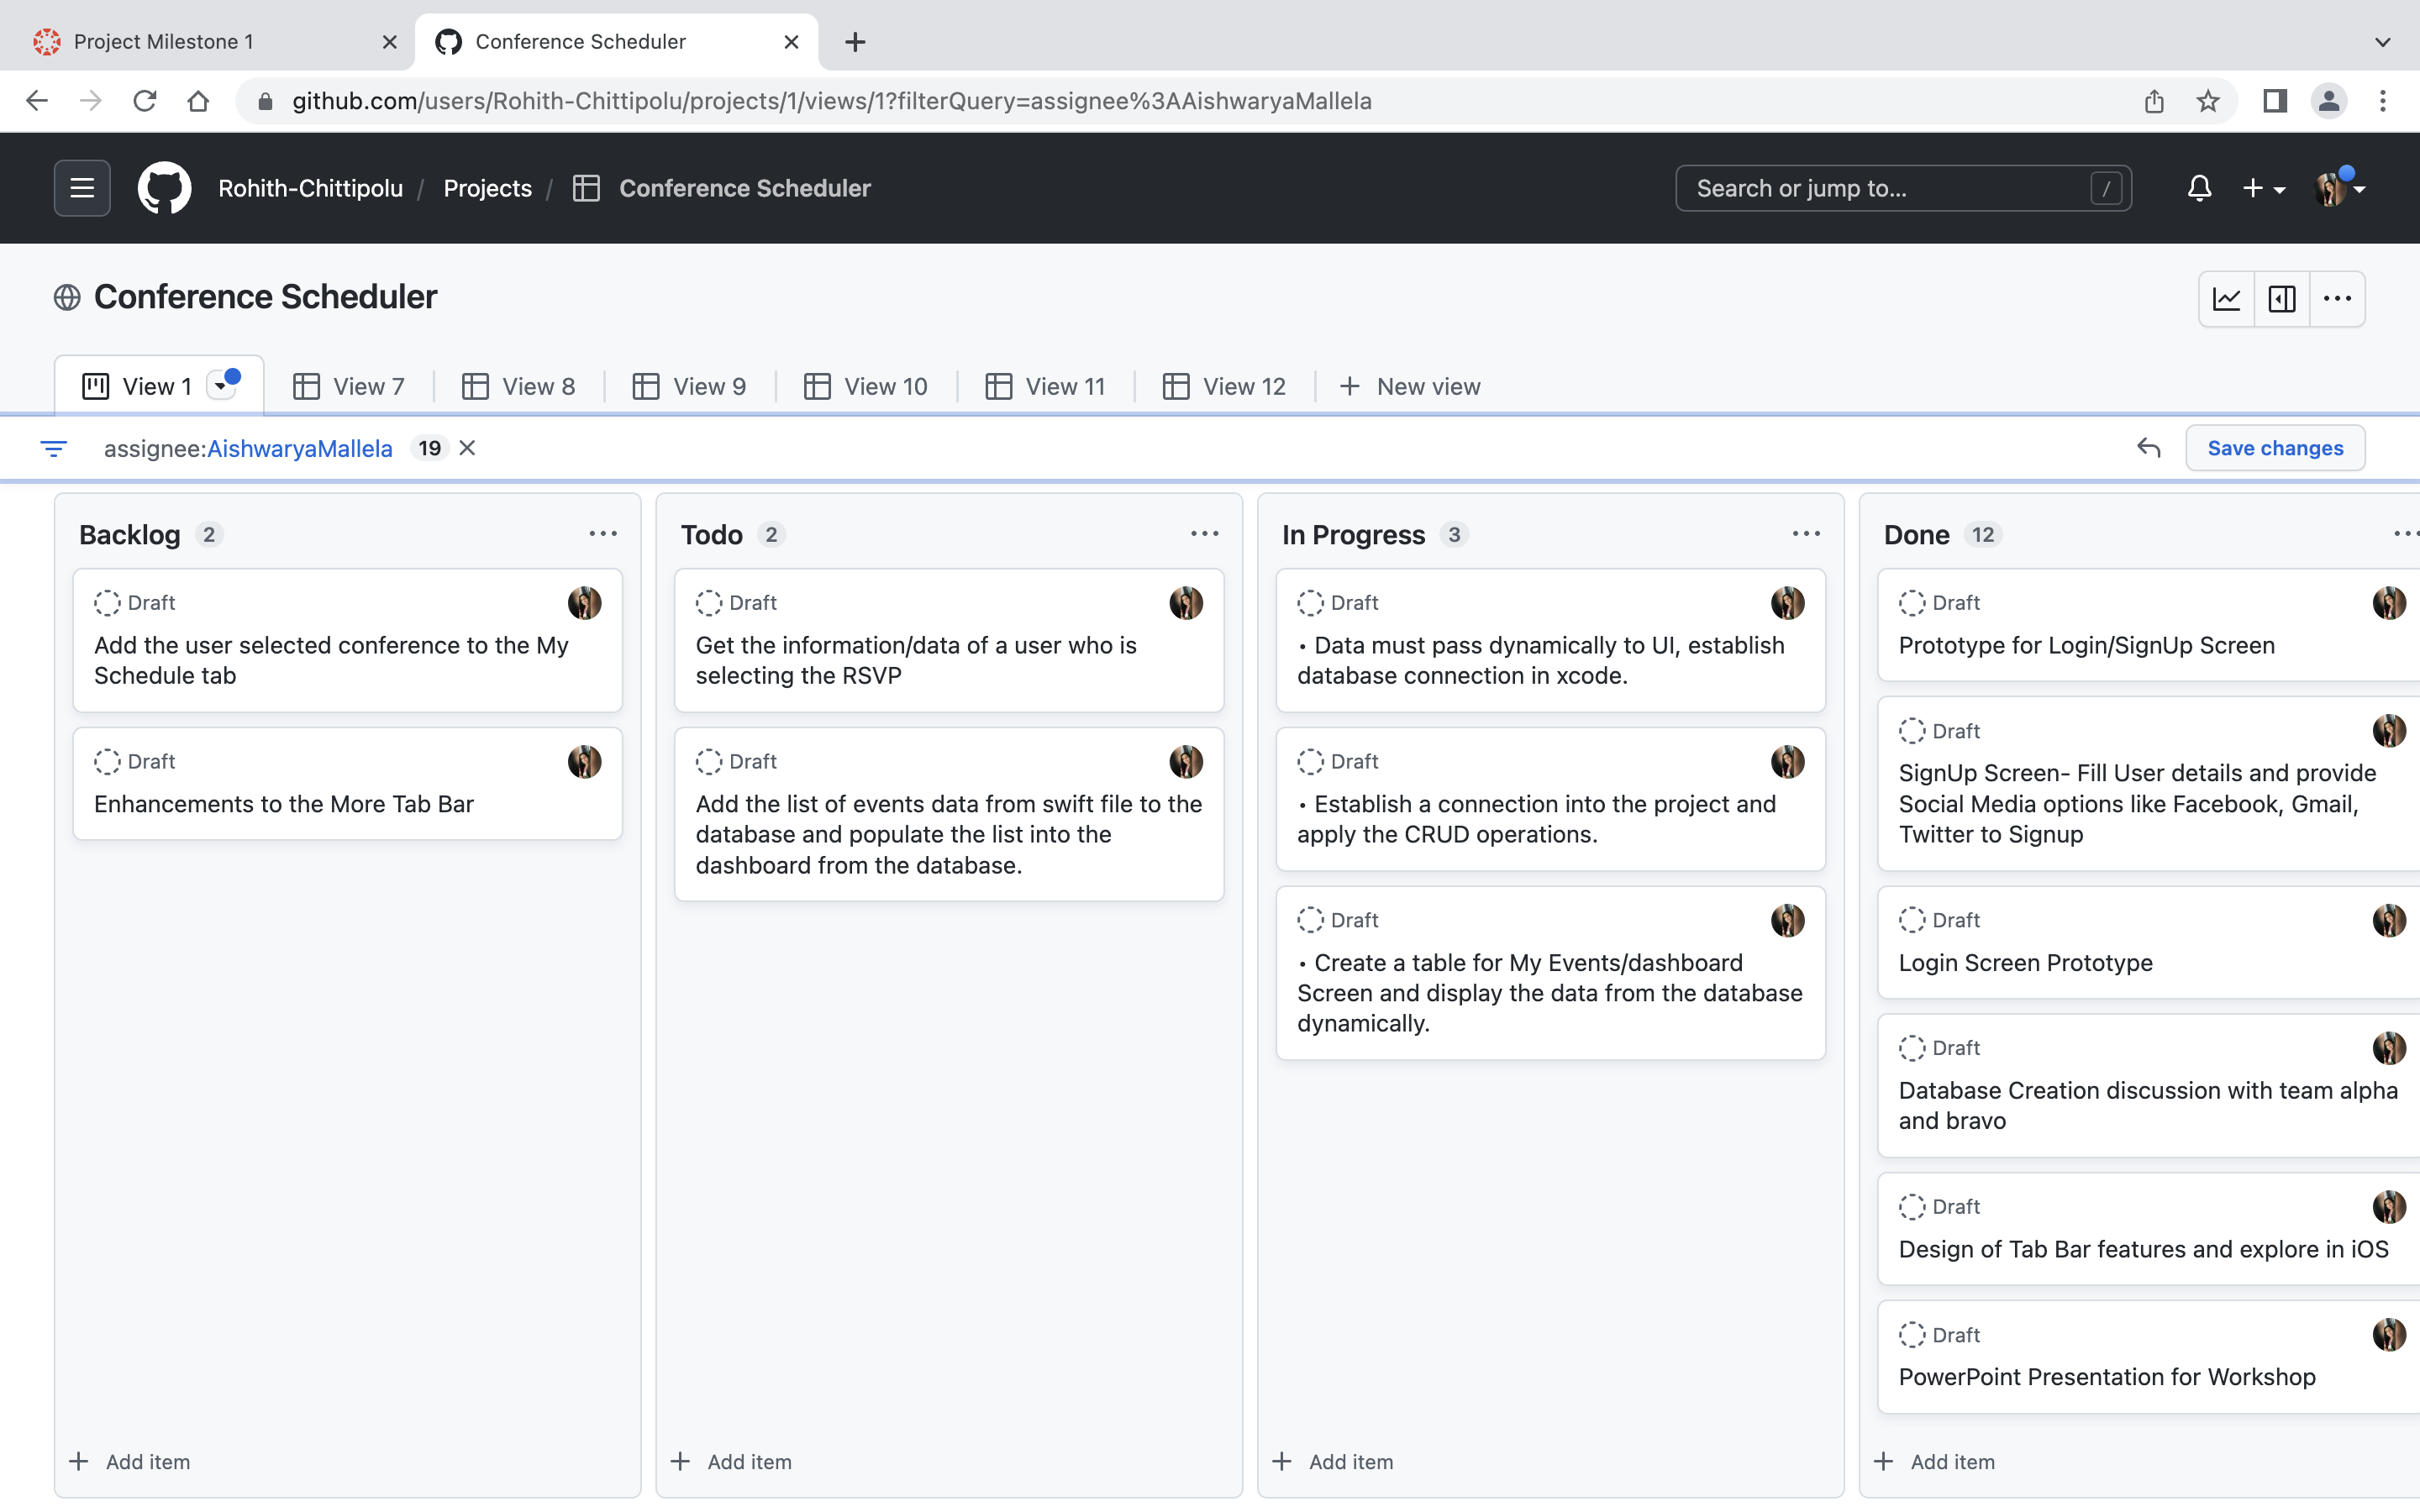 Project Milestone 1
Conference Scheduler
github.com/users/Rohith-Chittipolu/projects/1/views/1?filterQuery=assignee%3AAishwaryaMallela
Rohith-Chittipolu / Projects / Conference Scheduler
Search or jump to... /
Conference Scheduler
View 1
View 7
View 8
View 9
View 10
View 11
View 12
New view
assignee:AishwaryaMallela 19
Save changes
Backlog 2
Draft
Add the user selected conference to the My
Schedule tab
Draft
Enhancements to the More Tab Bar
Add item
Todo 2
Draft
Get the information/data of a user who is
selecting the RSVP
Draft
Add the list of events data from swift file to the
database and populate the list into the
dashboard from the database.
Add item
In Progress 3
Draft
• Data must pass dynamically to UI, establish
database connection in xcode.
Draft
• Establish a connection into the project and
apply the CRUD operations.
Draft
• Create a table for My Events/dashboard
Screen and display the data from the database
dynamically.
Add item
Done 12
Draft
Prototype for Login/SignUp Screen
Draft
SignUp Screen- Fill User details and provide
Social Media options like Facebook, Gmail,
Twitter to Signup
Draft
Login Screen Prototype
Draft
Database Creation discussion with team alpha
and bravo
Draft
Design of Tab Bar features and explore in iOS
Draft
PowerPoint Presentation for Workshop
Add item